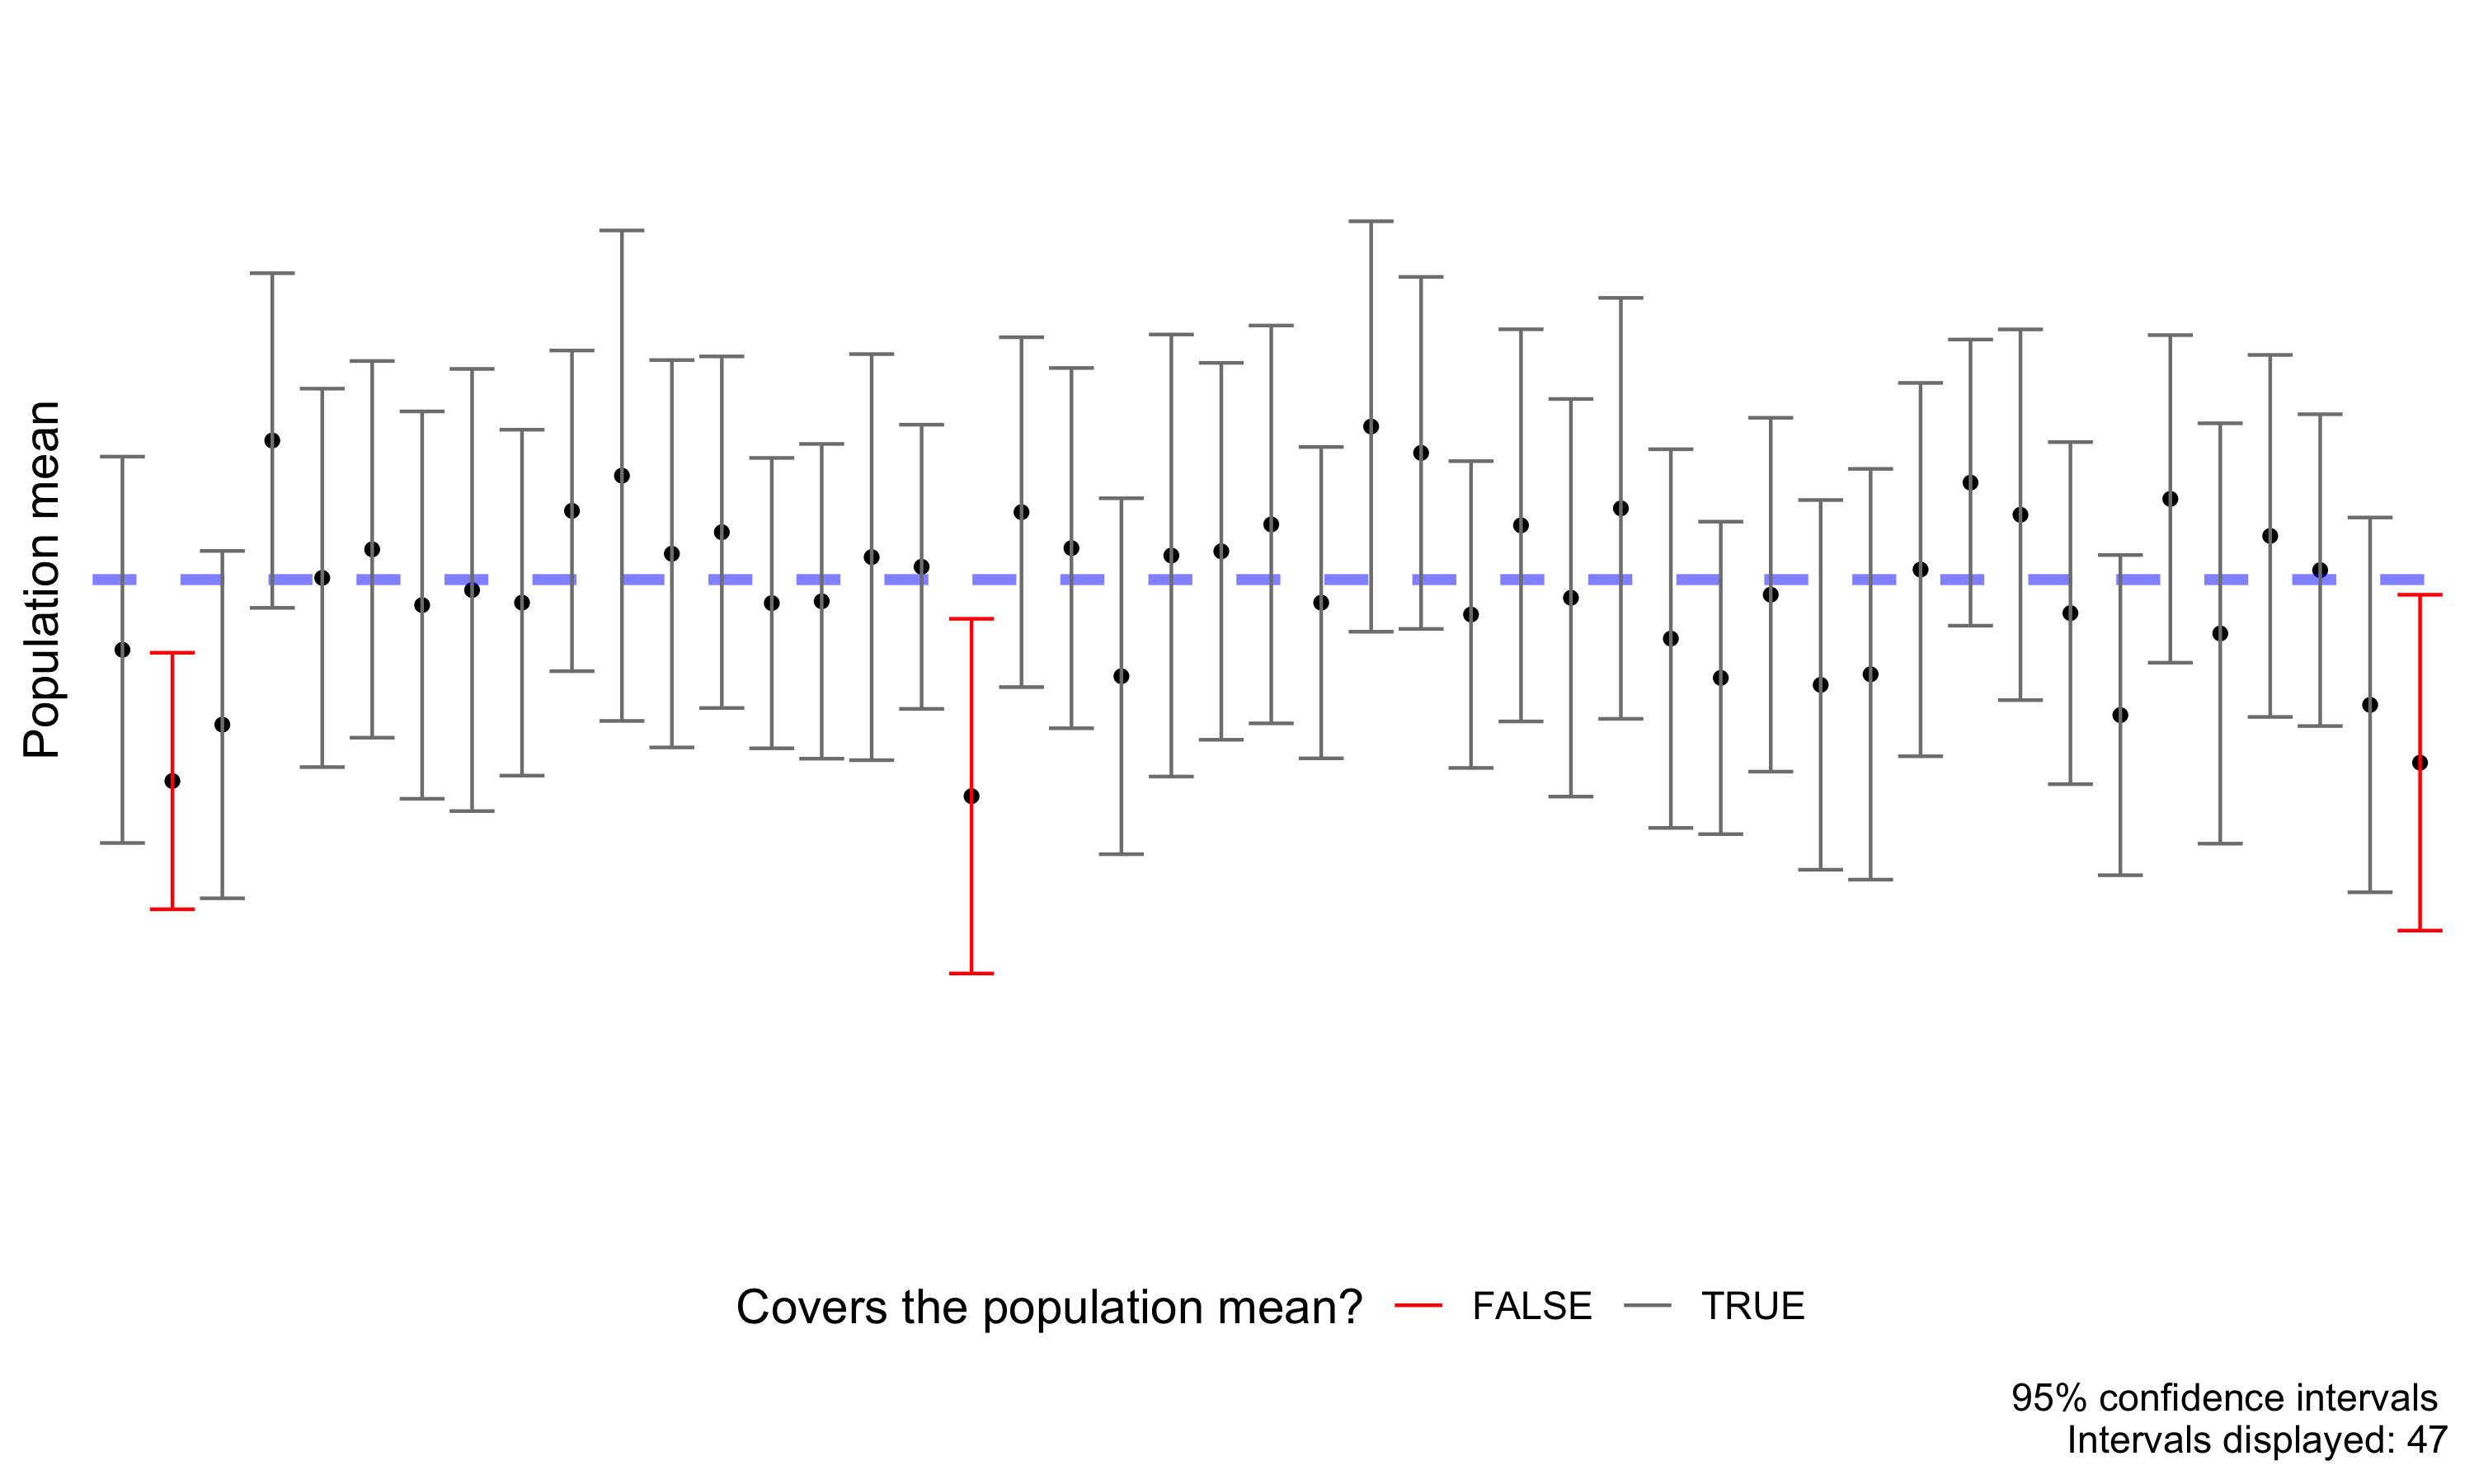 Population mean
Covers the population mean? FALSE TRUE
95% confidence intervals
Intervals displayed: 47